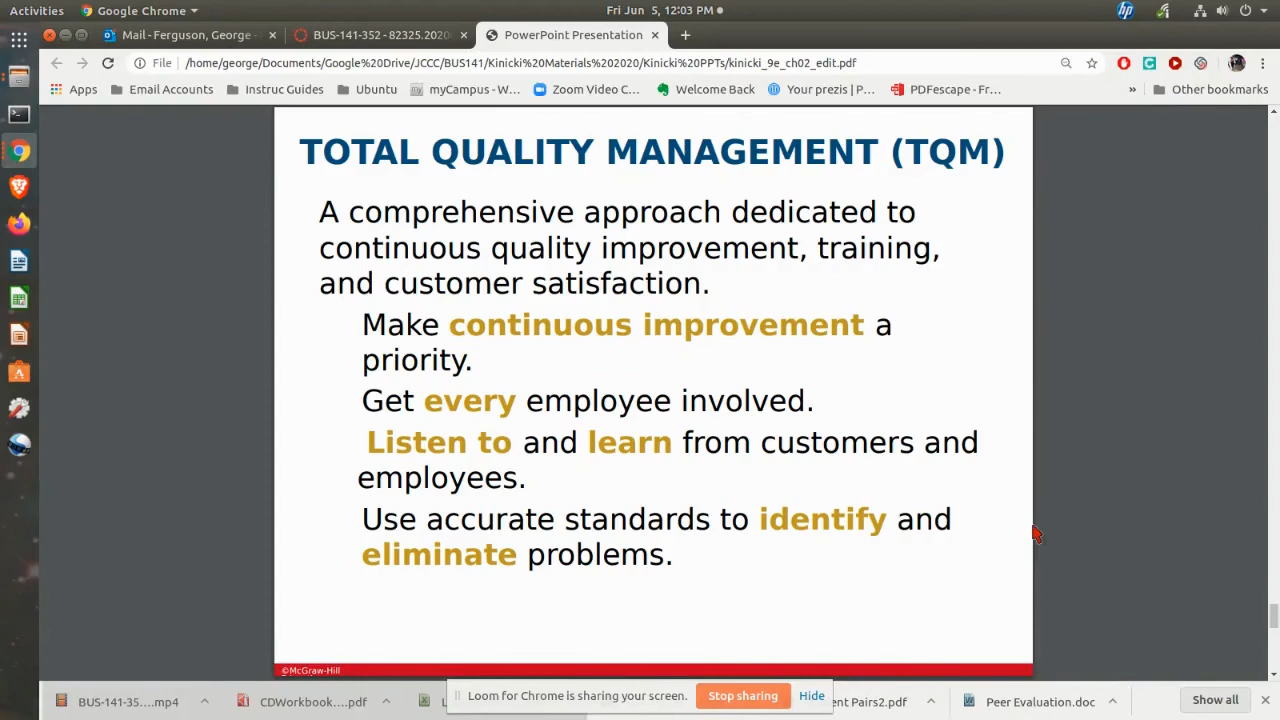 Activities
Google Chrome
Fri Jun 5, 12:03 PM
Mail - Ferguson, George -
BUS-141-352 - 82325.2020
PowerPoint Presentation
File
/home/george/Documents/Google%20Drive/JCCC/BUS141/Kinicki%20Materials%202020/Kinicki%20PPTs/kinicki_9e_ch02_edit.pdf
Apps
Email Accounts
Instruc Guides
Ubuntu
myCampus - W...
Zoom Video C...
Welcome Back
Your prezis | P...
PDFescape - Fr...
»
Other bookmarks
TOTAL QUALITY MANAGEMENT (TQM)
A comprehensive approach dedicated to
continuous quality improvement, training,
and customer satisfaction.
Make continuous improvement a
priority.
Get every employee involved.
Listen to and learn from customers and
employees.
Use accurate standards to identify and
eliminate problems.
©McGraw-Hill
BUS-141-35....mp4
CDWorkbook....pdf
Loom for Chrome is sharing your screen.
Stop sharing
Hide
ent Pairs2.pdf
Peer Evaluation.doc
Show all